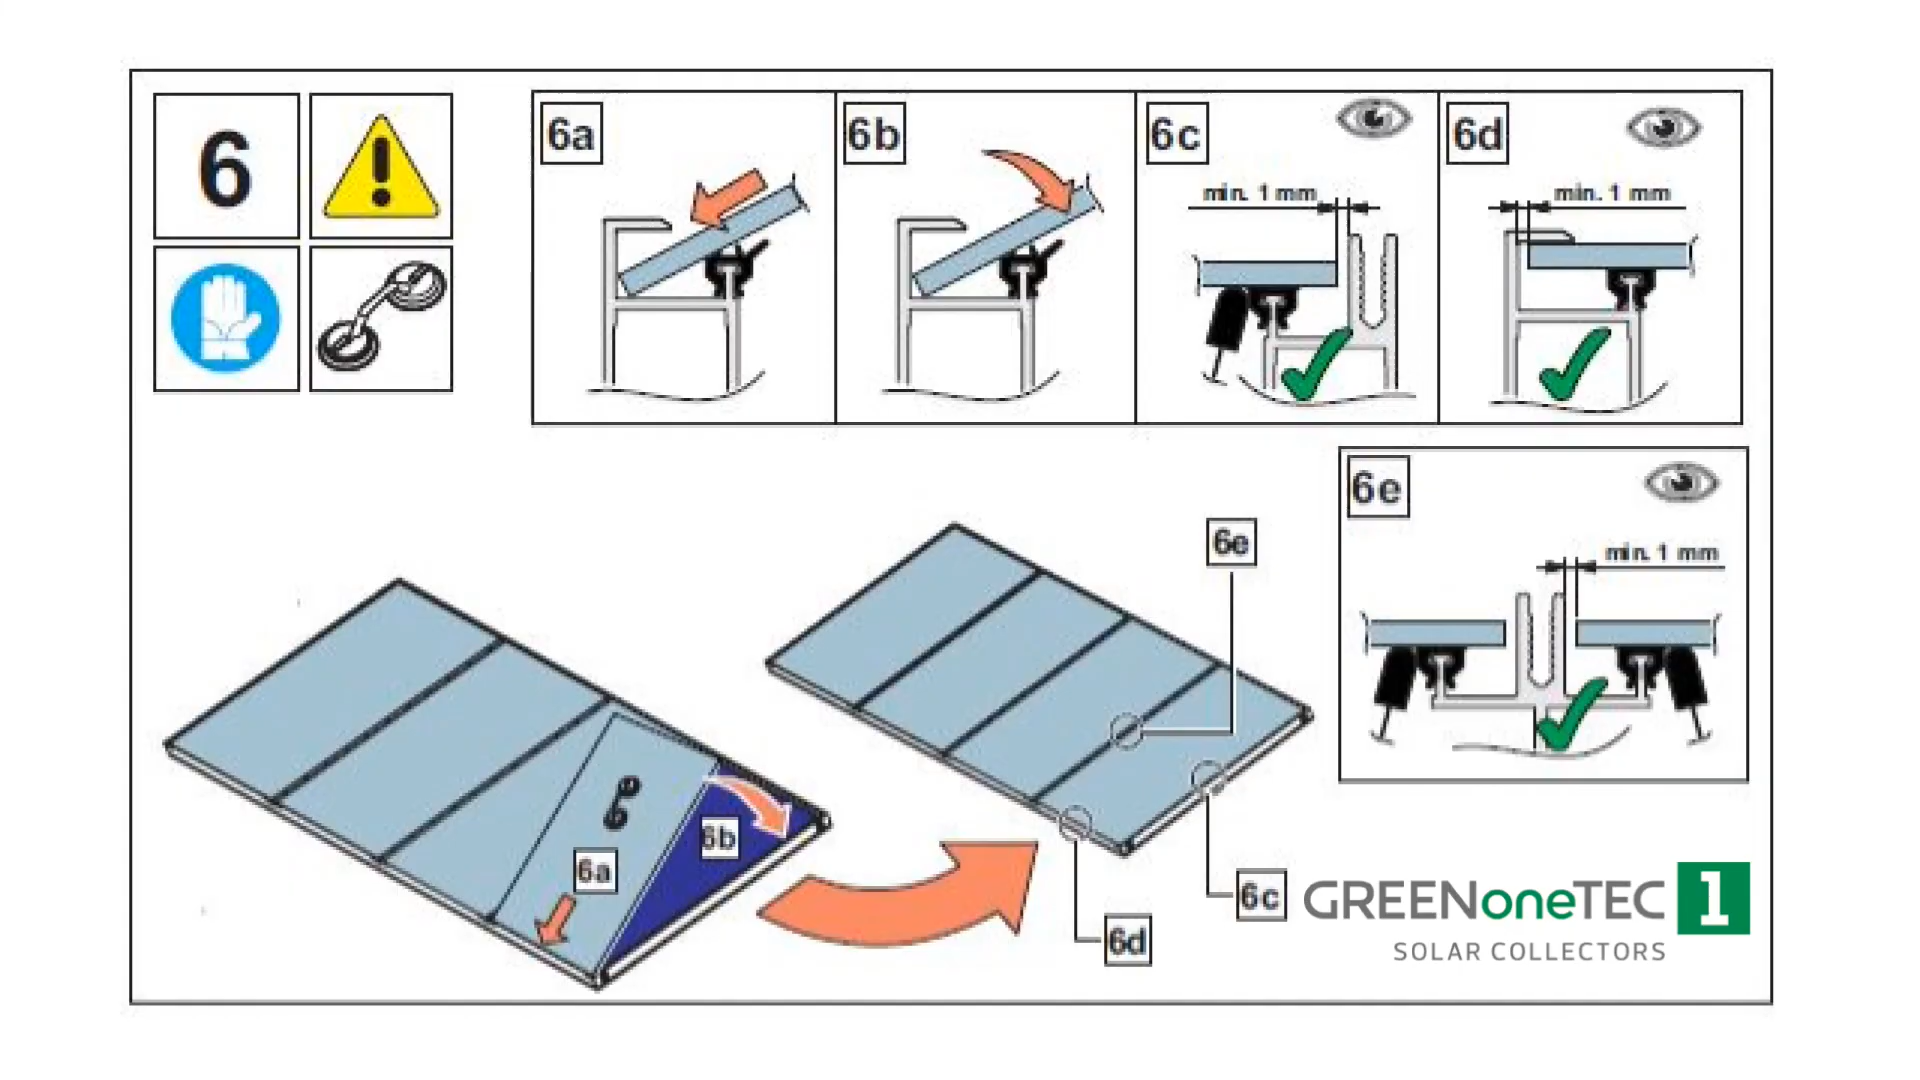 6
6a
6b
6c
6d
min. 1 mm
min. 1 mm
6e
min. 1 mm
6e
6b
6a
6c
6d
GREENoneTEC 1
SOLAR COLLECTORS